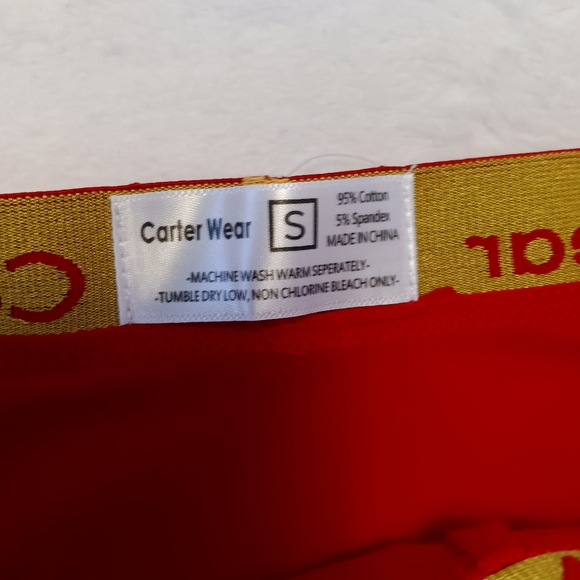 Carter Wear
S
95% Cotton
5% Spandex
MADE IN CHINA
-MACHINE WASH WARM SEPERATELY-
-TUMBLE DRY LOW, NON CHLORINE BLEACH ONLY-